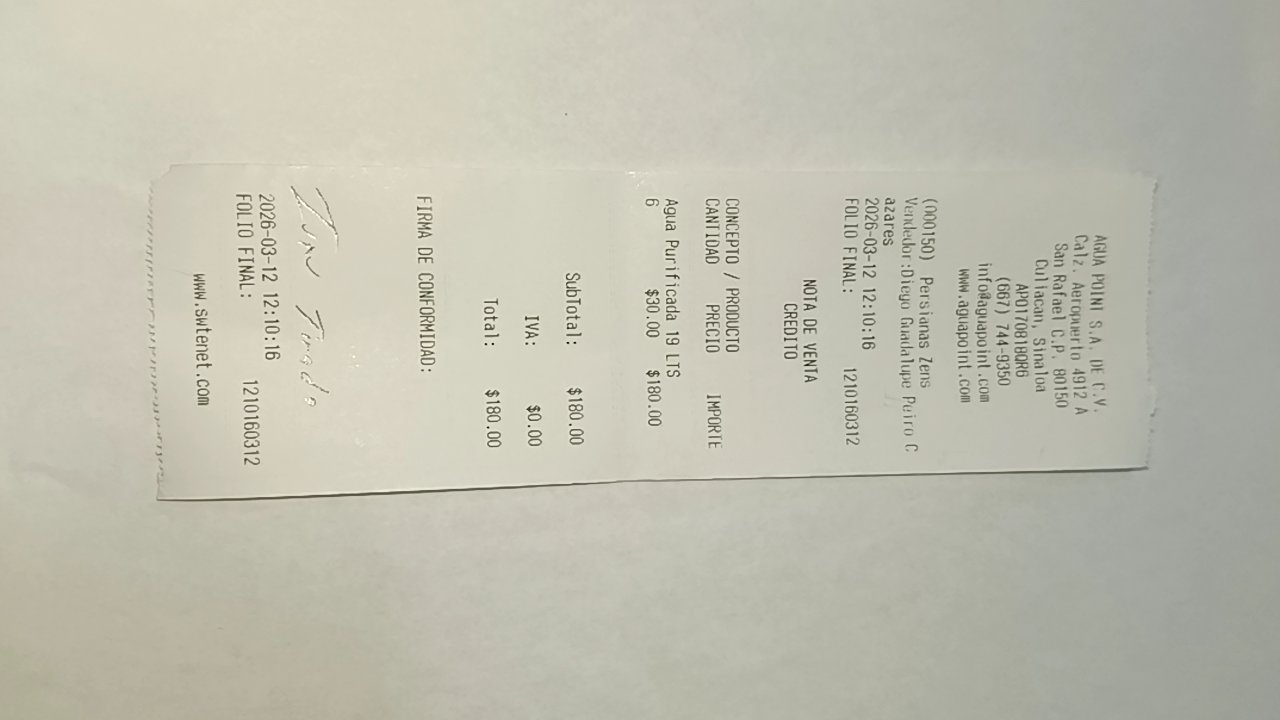 AGUA POINT S.A. DE C.V.
Calz. Aeropuerto 4912 A
San Rafael C.P. 80150
Culiacan, Sinaloa
APO170818QR6
(667) 744-9350
info@aguapoint.com
www.aguapoint.com
(000150) Persianas Zens
Vendedor:Diego Guadalupe Peiro C
azares
2026-03-12 12:10:16
FOLIO FINAL: 1210160312
NOTA DE VENTA
CREDITO
CONCEPTO / PRODUCTO
CANTIDAD PRECIO IMPORTE
Agua Purificada 19 LTS
6 $30.00 $180.00
SubTotal: $180.00
IVA: $0.00
Total: $180.00
FIRMA DE CONFORMIDAD:
2026-03-12 12:10:16
FOLIO FINAL: 1210160312
www.swtenet.com